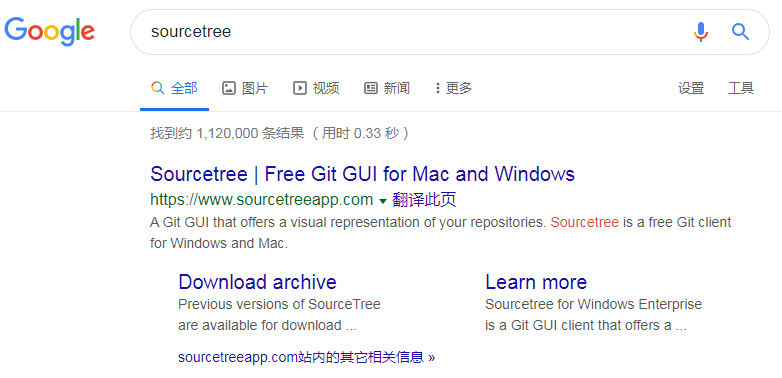 Google
sourcetree
全部 图片 视频 新闻 更多 设置 工具
找到约 1,120,000 条结果 （用时 0.33 秒）
Sourcetree | Free Git GUI for Mac and Windows
https://www.sourcetreeapp.com 翻译此页
A Git GUI that offers a visual representation of your repositories. Sourcetree is a free Git client
for Windows and Mac.
Download archive
Previous versions of SourceTree
are available for download ...
Learn more
Sourcetree for Windows Enterprise
is a Git GUI client that offers a ...
sourcetreeapp.com站内的其它相关信息 »